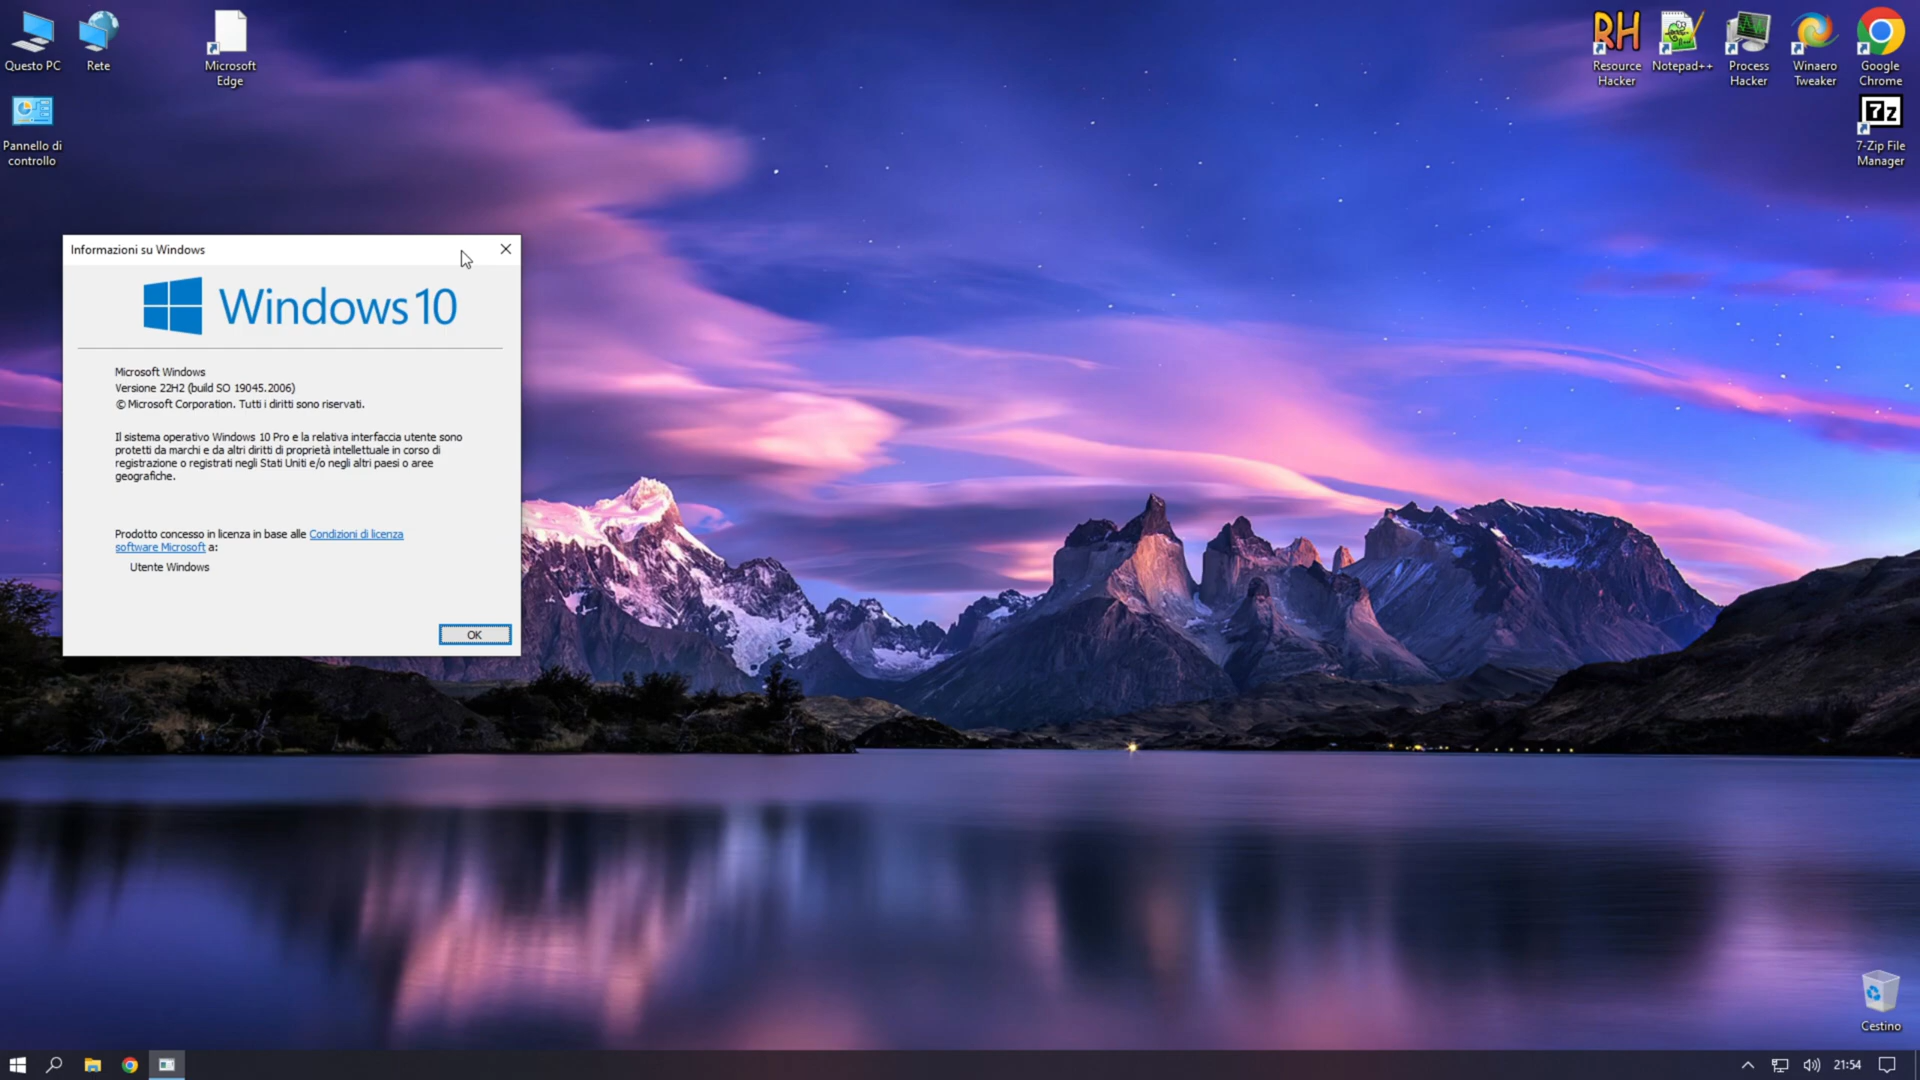 Questo PC
Rete
Microsoft
Edge
Pannello di
controllo
RH
Resource
Hacker
Notepad++
Process
Hacker
Winaero
Tweaker
Google
Chrome
7z
7-Zip File
Manager
Informazioni su Windows
Windows 10
Microsoft Windows
Versione 22H2 (build SO 19045.2006)
© Microsoft Corporation. Tutti i diritti sono riservati.
Il sistema operativo Windows 10 Pro e la relativa interfaccia utente sono
protetti da marchi e da altri diritti di proprietà intellettuale in corso di
registrazione o registrati negli Stati Uniti e/o negli altri paesi o aree
geografiche.
Prodotto concesso in licenza in base alle Condizioni di licenza
software Microsoft a:
Utente Windows
OK
Cestino
21:54